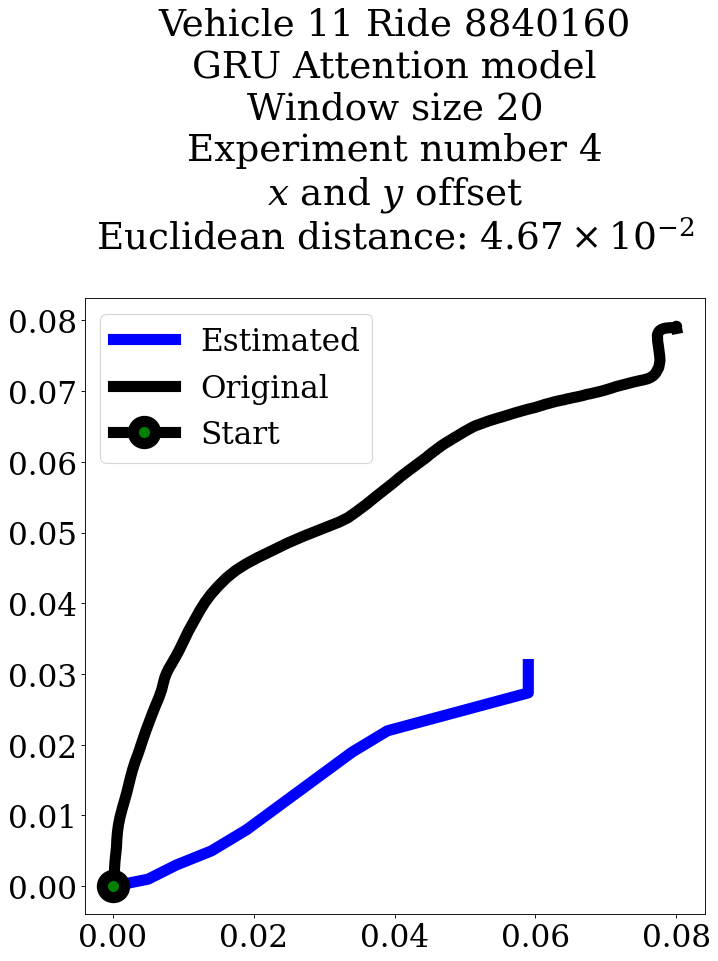 Vehicle 11 Ride 8840160
GRU Attention model
Window size 20
Experiment number 4
x and y offset
Euclidean distance: 4.67 × 10⁻²
Estimated
Original
Start
0.08
0.07
0.06
0.05
0.04
0.03
0.02
0.01
0.00
0.00 0.02 0.04 0.06 0.08